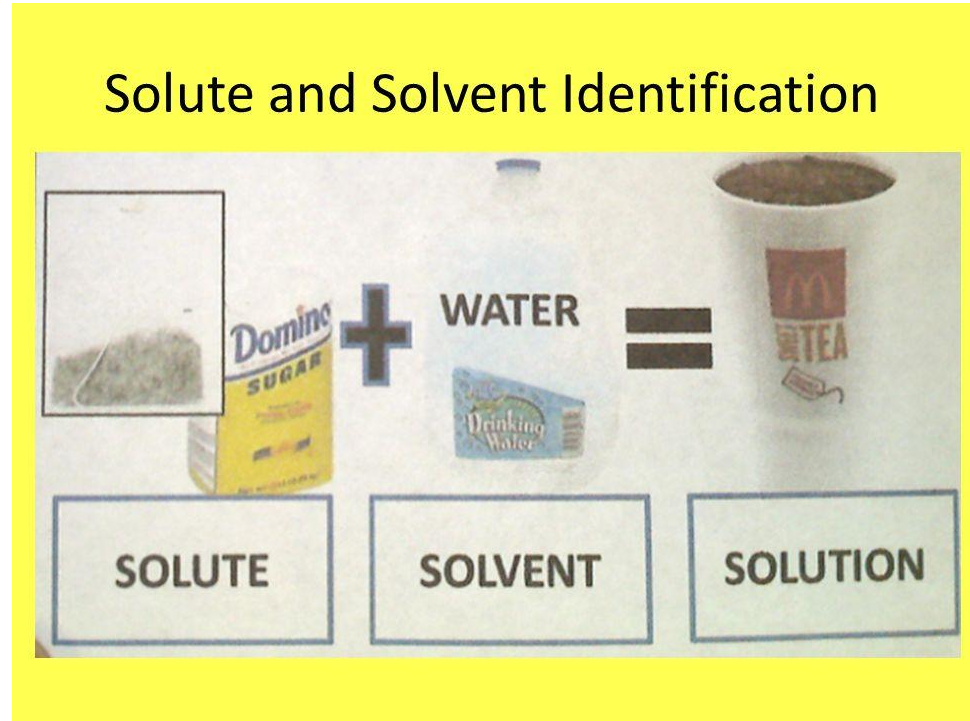 Solute and Solvent Identification
Domino
SUGAR
WATER
Drinking
Water
TEA
SOLUTE
SOLVENT
SOLUTION